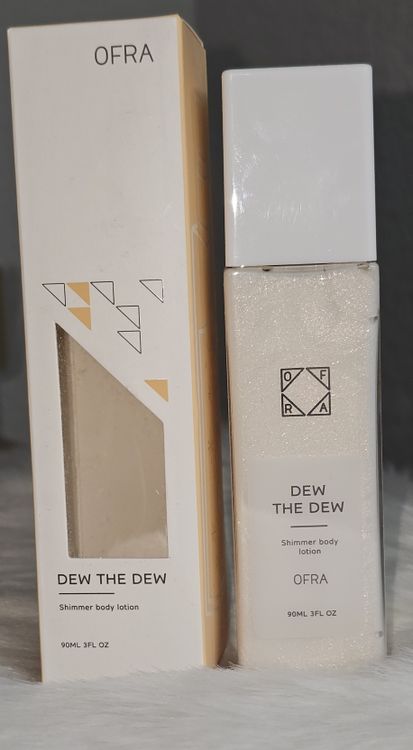 OFRA
DEW THE DEW
Shimmer body lotion
90ML 3FL OZ
O F
R A
DEW
THE DEW
Shimmer body
lotion
OFRA
90ML 3FL OZ